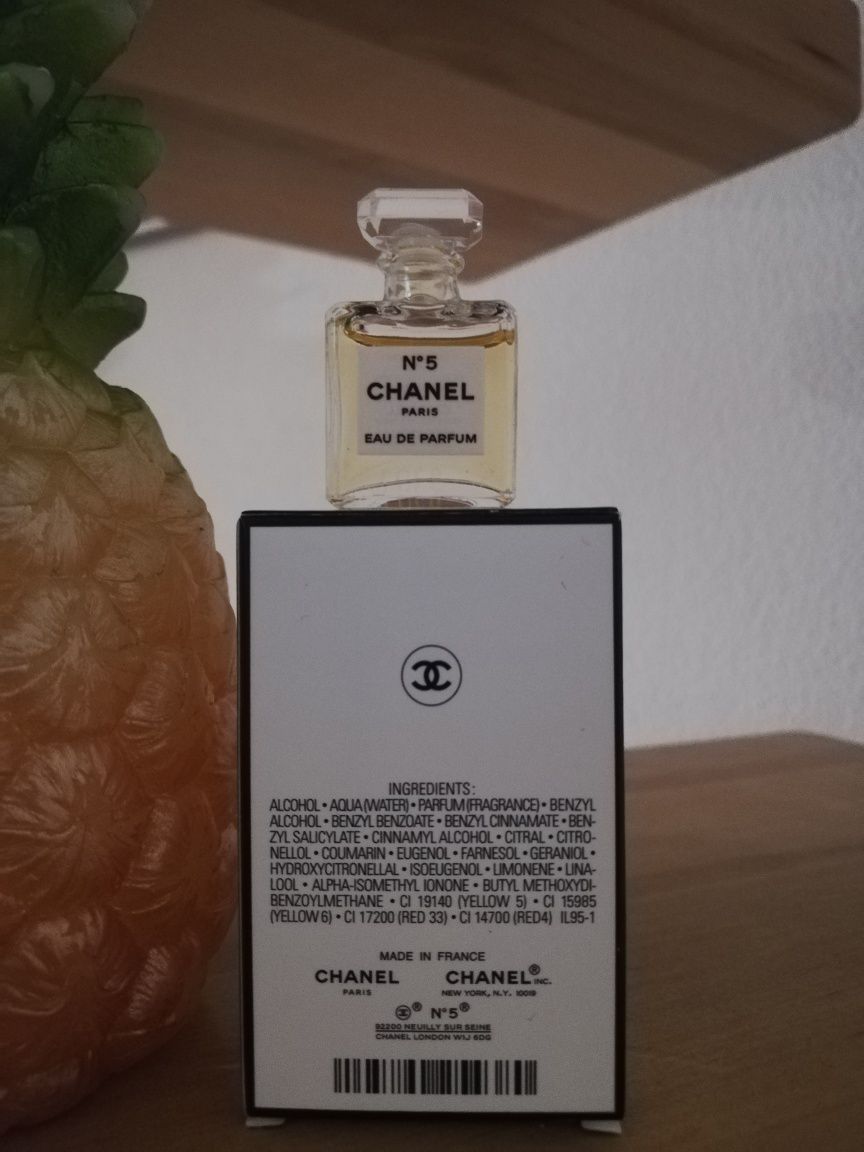 N°5
CHANEL
PARIS
EAU DE PARFUM
INGREDIENTS:
ALCOHOL • AQUA (WATER) • PARFUM (FRAGRANCE) • BENZYL
ALCOHOL • BENZYL BENZOATE • BENZYL CINNAMATE • BEN-
ZYL SALICYLATE • CINNAMYL ALCOHOL • CITRAL • CITRO-
NELLOL • COUMARIN • EUGENOL • FARNESOL • GERANIOL •
HYDROXYCITRONELLAL • ISOEUGENOL • LIMONENE • LINA-
LOOL • ALPHA-ISOMETHYL IONONE • BUTYL METHOXYDI-
BENZOYLMETHANE • CI 19140 (YELLOW 5) • CI 15985
(YELLOW 6) • CI 17200 (RED 33) • CI 14700 (RED4) IL95-1
MADE IN FRANCE
CHANEL CHANEL® INC.
PARIS NEW YORK, N.Y. 10019
® N°5®
92200 NEUILLY SUR SEINE
CHANEL LONDON W1J 6DG